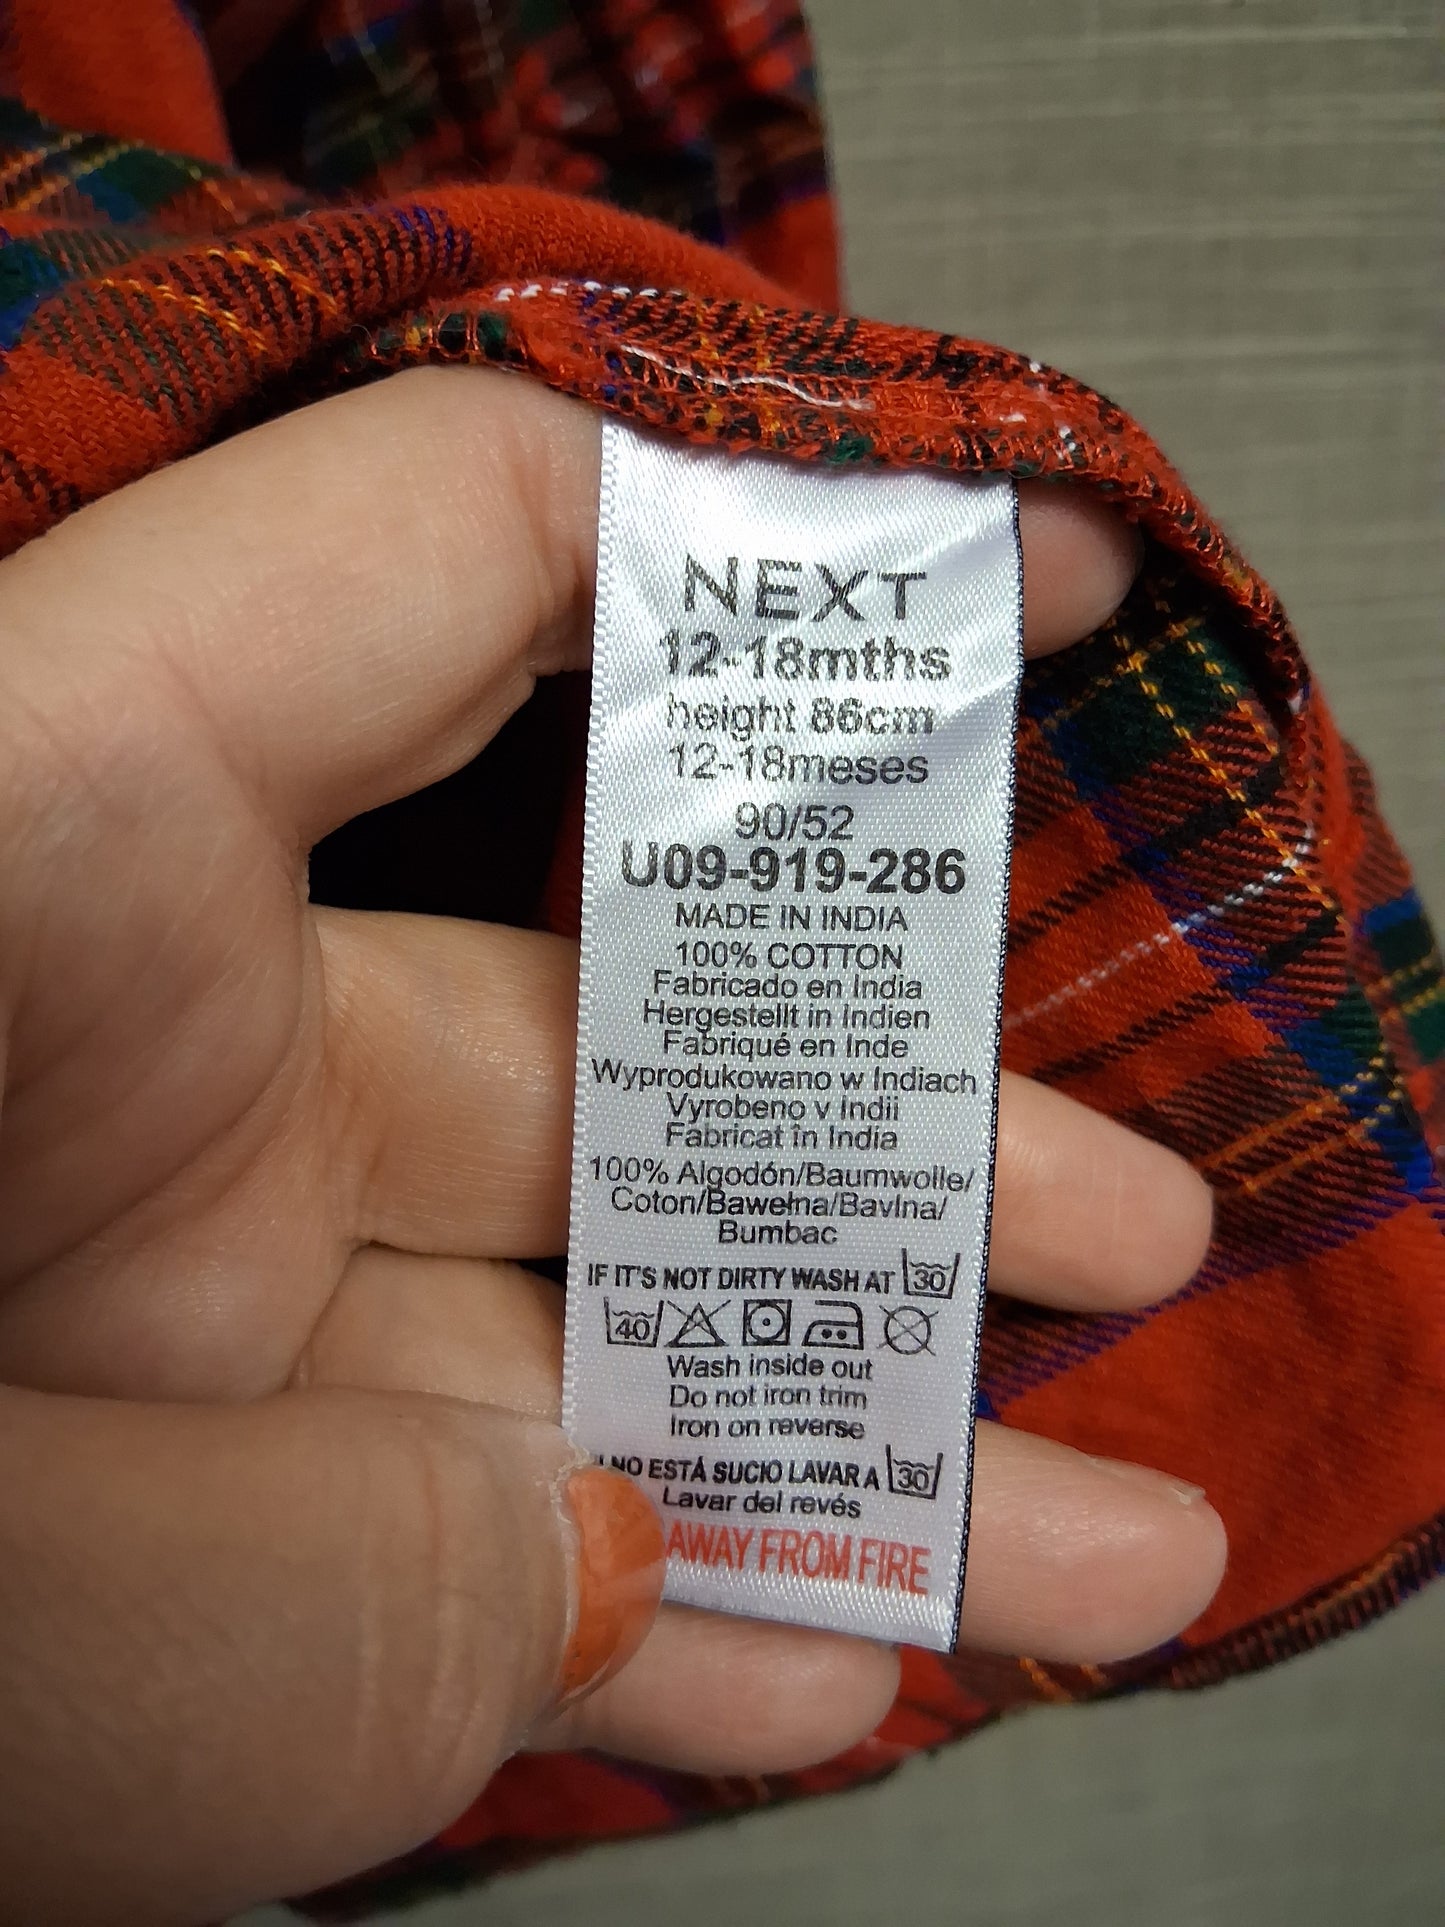 NEXT
12-18mths
height 86cm
12-18meses
90/52
U09-919-286
MADE IN INDIA
100% COTTON
Fabricado en India
Hergestellt in Indien
Fabriqué en Inde
Wyprodukowano w Indiach
Vyrobeno v Indii
Fabricat în India
100% Algodón/Baumwolle/
Coton/Bawełna/Bavlna/
Bumbac
IF IT'S NOT DIRTY WASH AT 30
40
Wash inside out
Do not iron trim
Iron on reverse
NO ESTÁ SUCIO LAVAR A 30
Lavar del revés
AWAY FROM FIRE